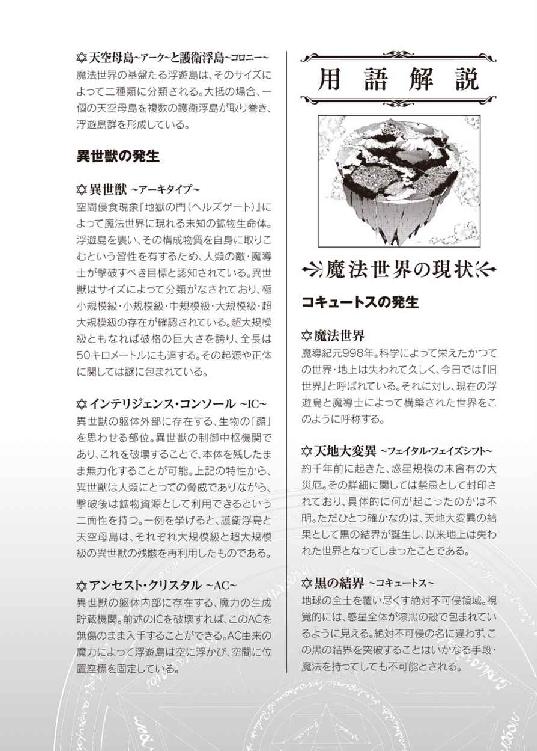 用語解説
魔法世界の現状
コキュートスの発生
魔法世界
魔導紀元998年。科学によって栄えたかつて
の世界・地上は失われて久しく、今日では『旧
世界』と呼ばれている。それに対し、現在の浮
遊島と魔導士によって構築された世界をこ
のように呼称する。
天地大変異 ~フェイタル・フェイズシフト~
約千年前に起きた、惑星規模の未曾有の大
災厄。その詳細に関しては禁忌として封印さ
れており、具体的に何が起こったのかは不
明。ただひとつ確かなのは、天地大変異の結
果として黒の結界が誕生し、以来地上は失わ
れた世界となってしまったことである。
黒の結界 ~コキュートス~
地球の全土を覆い尽くす絶対不可侵領域。視
覚的には、惑星全体が漆黒の殻で包まれてい
るように見える。絶対不可侵の名に違わず、こ
の黒の結界を突破することはいかなる手段・
魔法を持ってしても不可能とされる。
天空母島~アーク~と護衛浮島~コロニー~
魔法世界の基盤たる浮遊島は、そのサイズに
よって二種類に分類される。大抵の場合、一
個の天空母島を複数の護衛浮島が取り巻き、
浮遊島群を形成している。
異世獣の発生
異世獣 ~アーキタイプ~
空間侵食現象『地獄の門(ヘルズゲート)』に
よって魔法世界に現れる未知の鉱物生命体。
浮遊島を襲い、その構成物質を自身に取りこ
むという習性を有するため、人類の敵・魔導
士が撃破すべき目標と認知されている。異世
獣はサイズによって分類がなされており、極
小規模級・小規模級・中規模級・大規模級・超
大規模級の存在が確認されている。超大規模
級ともなれば破格の巨大さを誇り、全長は
50キロメートルにも達する。その起源や正体
に関しては謎に包まれている。
インテリジェンス・コンソール ~IC~
異世獣の躯体外部に存在する、生物の「顔」
を思わせる部位。異世獣の制御中枢機関で
あり、これを破壊することで、本体を残したま
ま無力化することが可能。上記の特性から、
異世獣は人類にとっての脅威でありながら、
撃破後は鉱物資源として利用できるという
二面性を持つ。一例を挙げると、護衛浮島と
天空母島は、それぞれ大規模級と超大規模
級の異世獣の残骸を再利用したものである。
アンセスト・クリスタル ~AC~
異世獣の躯体内部に存在する、魔力の生成
貯蔵機関。前述のICを破壊すれば、このACを
無傷のまま入手することができる。AC由来の
魔力によって浮遊島は空に浮かび、空間に位
置座標を固定している。